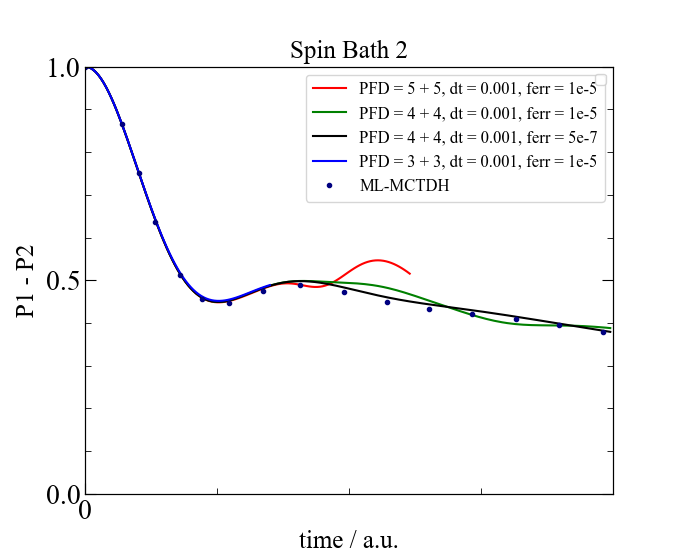 Spin Bath 2
1.0
PFD = 5 + 5, dt = 0.001, ferr = 1e-5
PFD = 4 + 4, dt = 0.001, ferr = 1e-5
PFD = 4 + 4, dt = 0.001, ferr = 5e-7
PFD = 3 + 3, dt = 0.001, ferr = 1e-5
ML-MCTDH
P1 - P2
0.5
0.0
0
time / a.u.